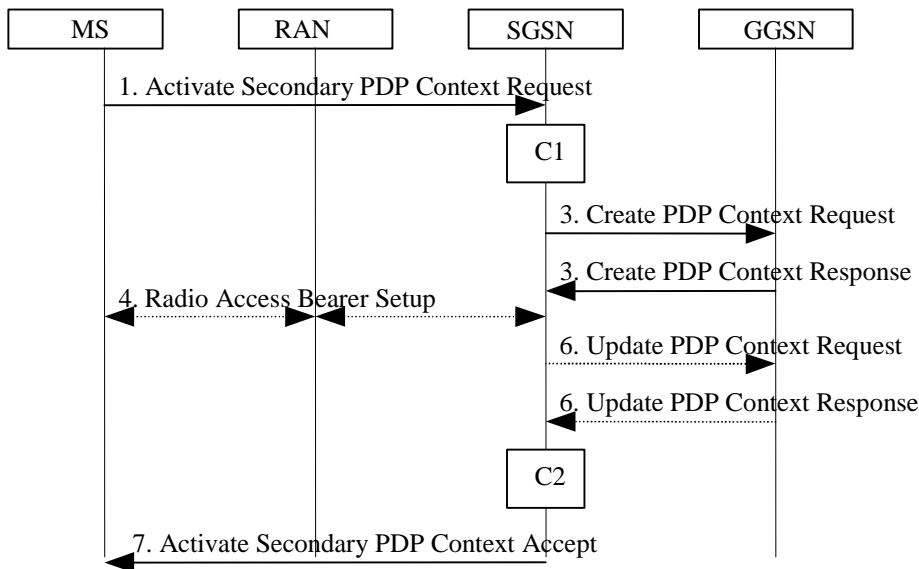 MS
RAN
SGSN
GGSN
1. Activate Secondary PDP Context Request
C1
3. Create PDP Context Request
3. Create PDP Context Response
4. Radio Access Bearer Setup
6. Update PDP Context Request
6. Update PDP Context Response
C2
7. Activate Secondary PDP Context Accept